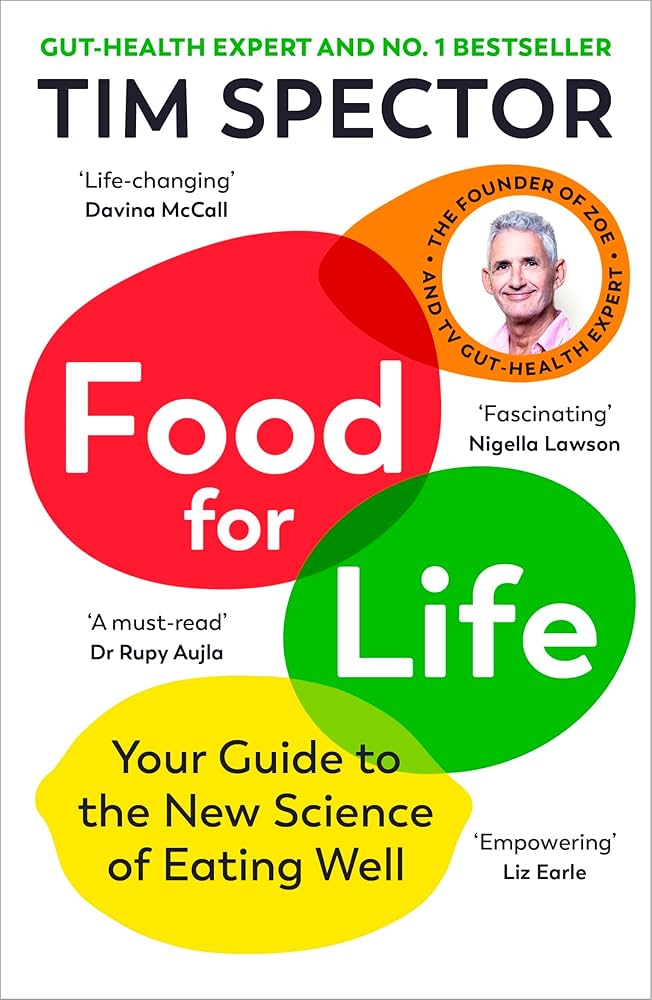 GUT-HEALTH EXPERT AND NO. 1 BESTSELLER
TIM SPECTOR
‘Life-changing’
Davina McCall
• THE FOUNDER OF ZOE •
AND TV GUT-HEALTH EXPERT
Food
for
Life
‘Fascinating’
Nigella Lawson
‘A must-read’
Dr Rupy Aujla
Your Guide to
the New Science
of Eating Well
‘Empowering’
Liz Earle